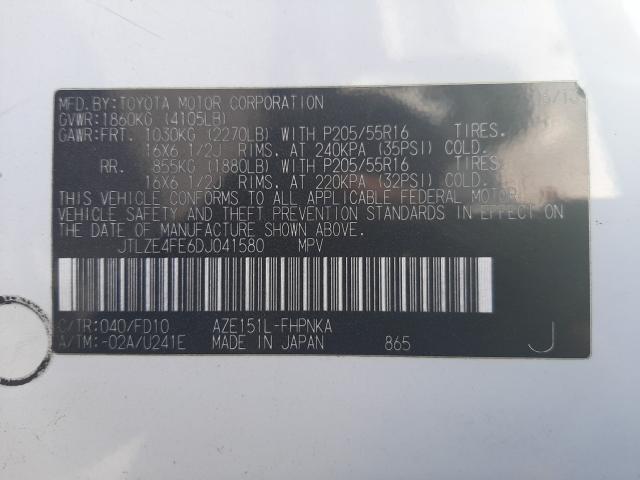 MFD.BY:TOYOTA MOTOR CORPORATION
GVWR:1860KG (4105LB)
GAWR:FRT. 1030KG (2270LB) WITH P205/55R16 TIRES.
16X6 1/2J RIMS. AT 240KPA (35PSI) COLD.
RR. 855KG (1880LB) WITH P205/55R16 TIRES.
16X6 1/2J RIMS. AT 220KPA (32PSI) COLD.
THIS VEHICLE CONFORMS TO ALL APPLICABLE FEDERAL MOTOR
VEHICLE SAFETY AND THEFT PREVENTION STANDARDS IN EFFECT ON
THE DATE OF MANUFACTURE SHOWN ABOVE.
JTLZE4FE6DJ041580 MPV
C/TR:040/FD10 AZE151L-FHPNKA
A/TM:-02A/U241E MADE IN JAPAN 865 J